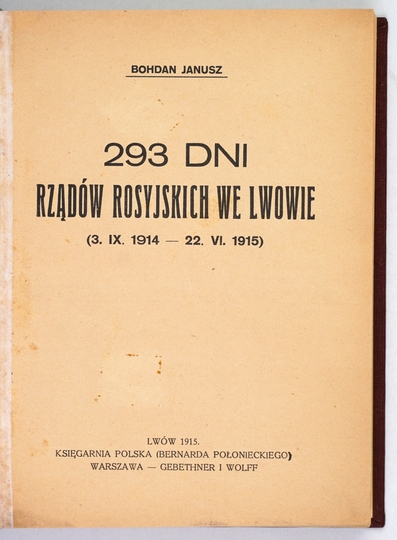 BOHDAN JANUSZ
293 DNI
RZĄDÓW ROSYJSKICH WE LWOWIE
(3. IX. 1914 — 22. VI. 1915)
LWÓW 1915.
KSIĘGARNIA POLSKA (BERNARDA POŁONIECKIEGO)
WARSZAWA — GEBETHNER I WOLFF